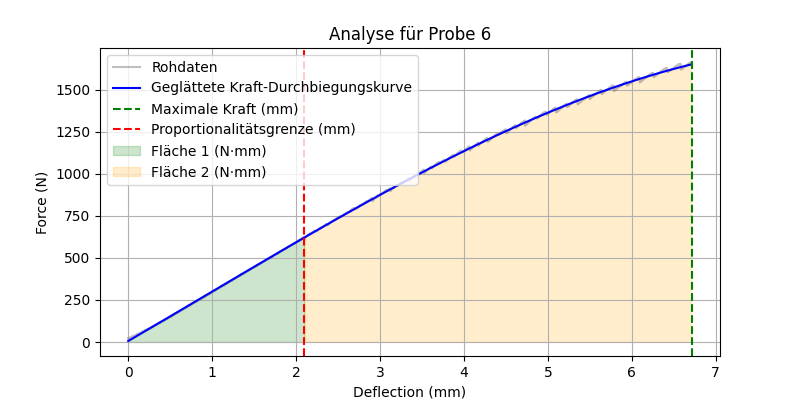 Analyse für Probe 6
Rohdaten
Geglättete Kraft-Durchbiegungskurve
Maximale Kraft (mm)
Proportionalitätsgrenze (mm)
Fläche 1 (N·mm)
Fläche 2 (N·mm)
Force (N)
1500
1250
1000
750
500
250
0
0 1 2 3 4 5 6 7
Deflection (mm)